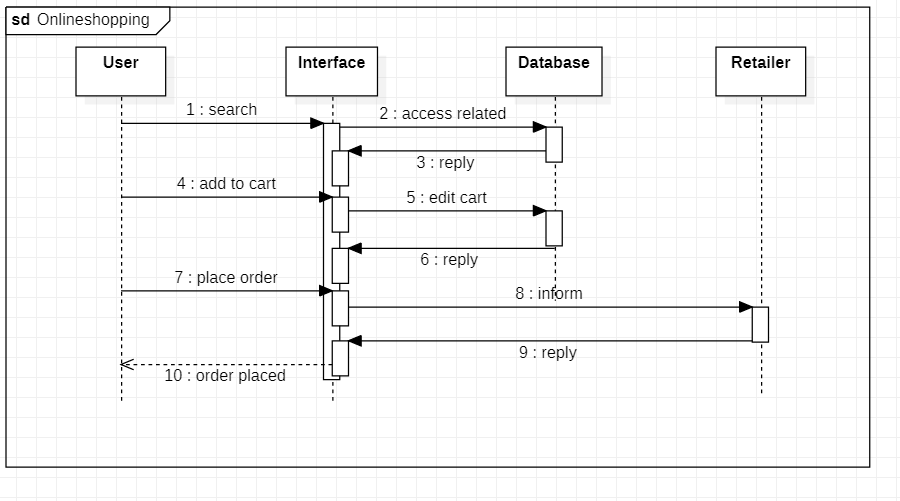 sd Onlineshopping
User
Interface
Database
Retailer
1 : search
2 : access related
3 : reply
4 : add to cart
5 : edit cart
6 : reply
7 : place order
8 : inform
9 : reply
10 : order placed